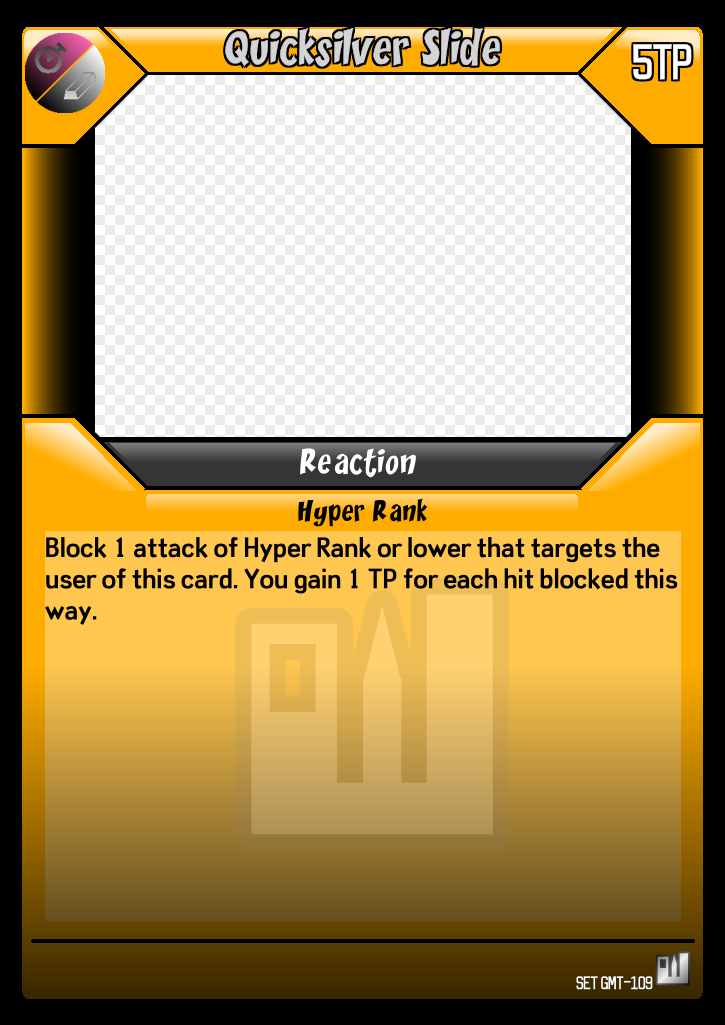 Quicksilver Slide
5TP
Reaction
Hyper Rank
Block 1 attack of Hyper Rank or lower that targets the
user of this card. You gain 1 TP for each hit blocked this
way.
SET GMT-109